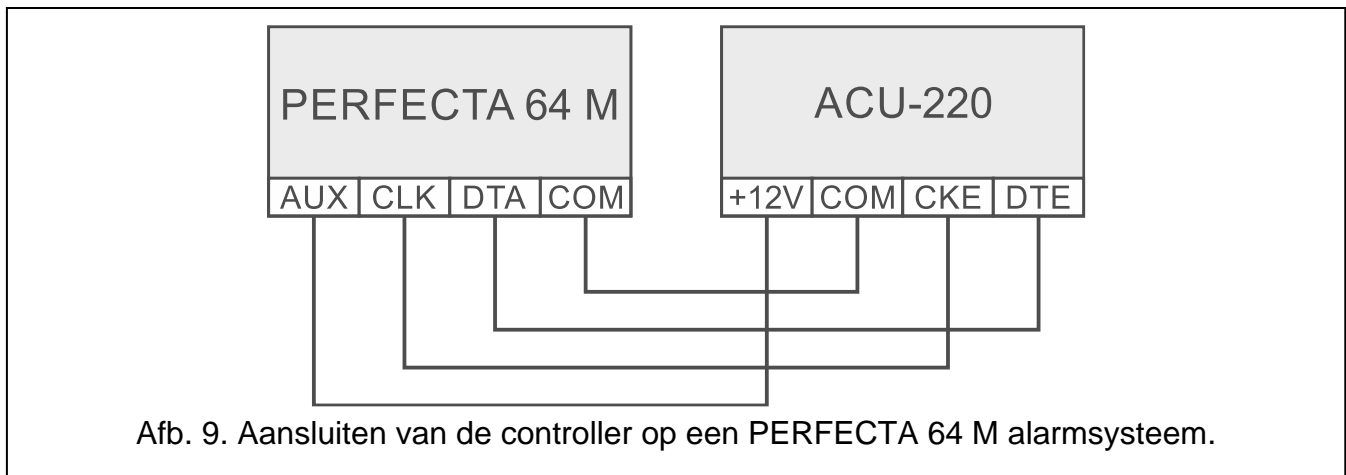 PERFECTA 64 M
ACU-220
AUX CLK DTA COM
+12V COM CKE DTE
Afb. 9. Aansluiten van de controller op een PERFECTA 64 M alarmsysteem.